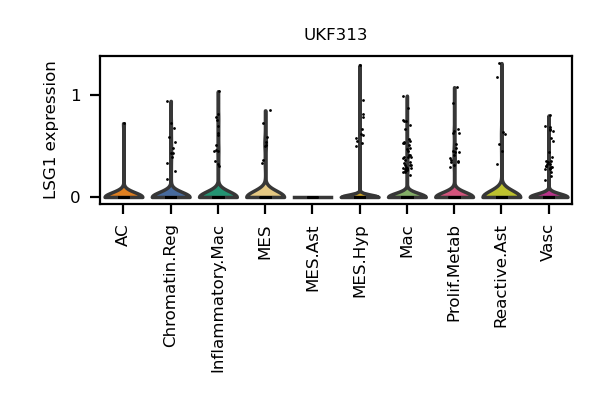 UKF313
LSG1 expression
1
0
AC
Chromatin.Reg
Inflammatory.Mac
MES
MES.Ast
MES.Hyp
Mac
Prolif.Metab
Reactive.Ast
Vasc